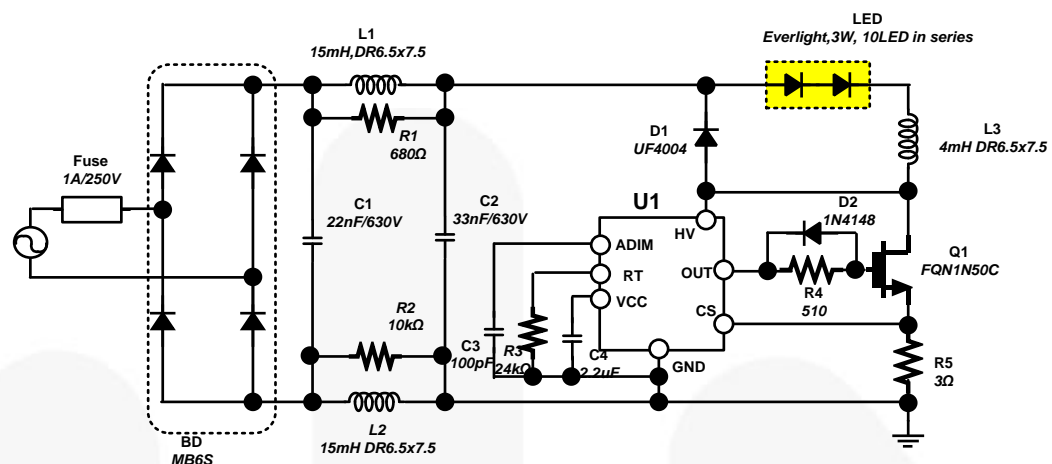 LED
Everlight,3W, 10LED in series
L1
15mH,DR6.5x7.5
R1
680Ω
D1
UF4004
L3
4mH DR6.5x7.5
Fuse
1A/250V
C1
22nF/630V
C2
33nF/630V
U1
HV
ADIM
RT
VCC
OUT
CS
GND
D2
1N4148
R4
510
Q1
FQN1N50C
R2
10kΩ
C3
100pF
R3
24kΩ
C4
2.2uF
R5
3Ω
L2
15mH DR6.5x7.5
BD
MB6S